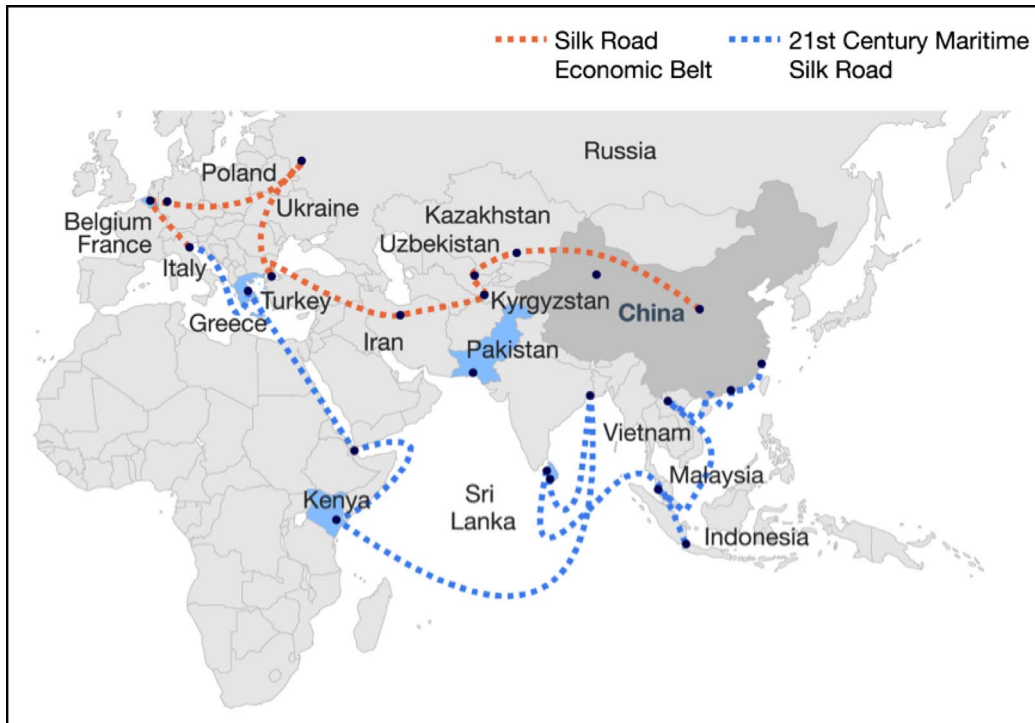 Silk Road
Economic Belt
21st Century Maritime
Silk Road
Russia
Poland
Ukraine
Kazakhstan
Belgium
France
Uzbekistan
Italy
Turkey
Kyrgyzstan
Greece
China
Iran
Pakistan
Vietnam
Malaysia
Kenya
Sri
Lanka
Indonesia